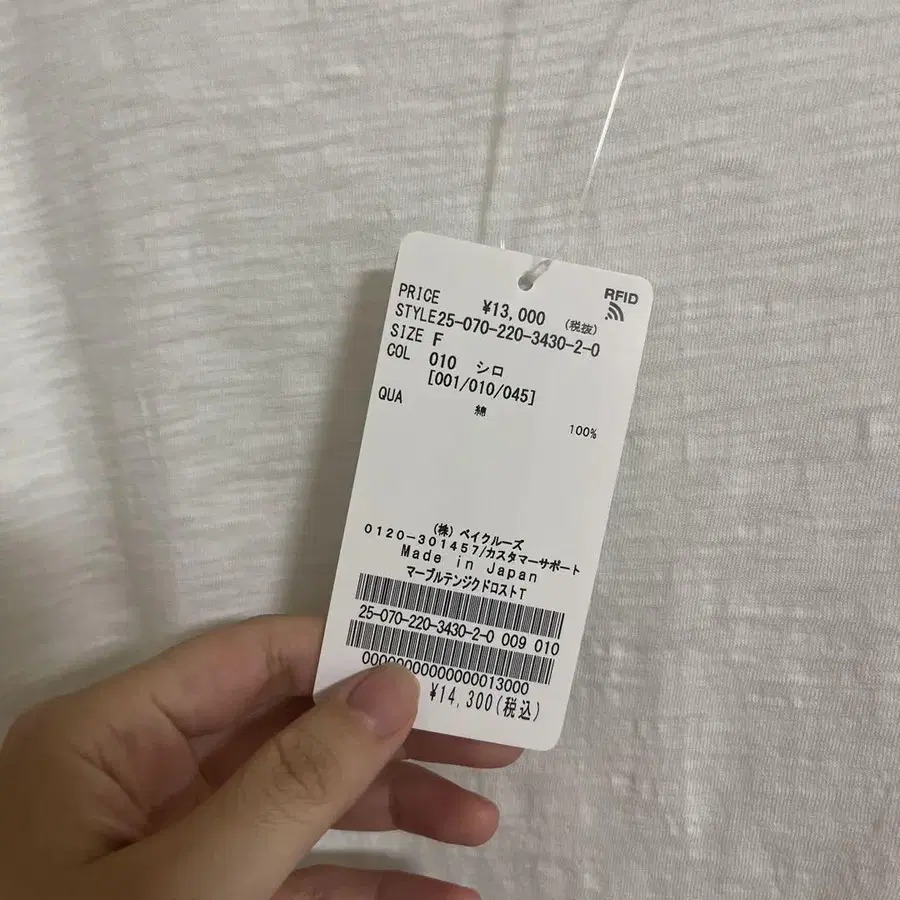 RFID
PRICE ¥13,000 (税抜)
STYLE25-070-220-3430-2-0
SIZE F
COL 010 シロ
[001/010/045]
QUA 綿 100%
(株) ベイクルーズ
0120-301457/カスタマーサポート
Made in Japan
マーブルテンジクドロストT
25-070-220-3430-2-0 009 010
13000
¥14,300(税込)